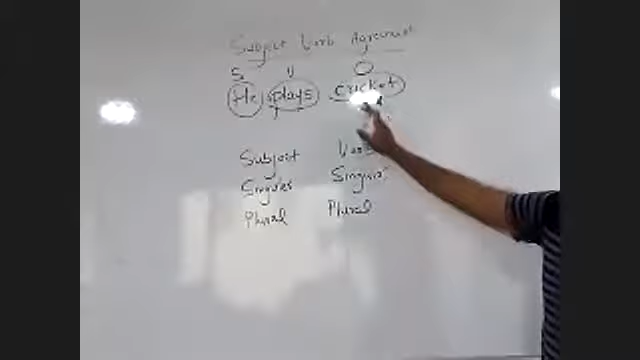 Subject Verb Agreement
S V O
He plays Cricket
Subject Verb
Singular Singular
Plural Plural